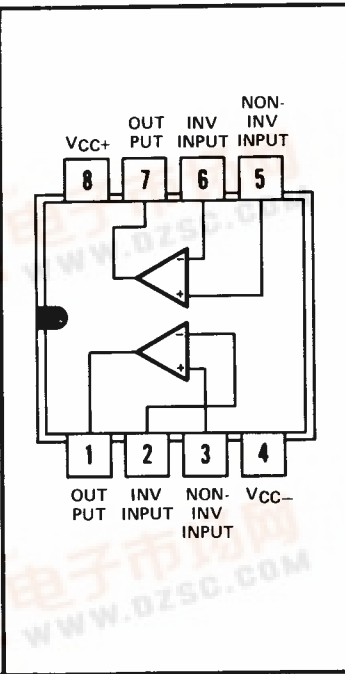 NON-
OUT INV INV
VCC+ PUT INPUT INPUT
8 7 6 5
-
+
-
+
1 2 3 4
OUT INV NON- VCC−
PUT INPUT INV
INPUT
电子市场网
WWW.DZSC.COM